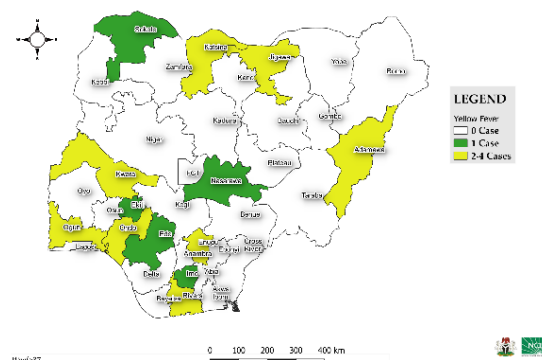 N
W E
S
Sokoto
Katsina
Jigawa
Yobe
Borno
Zamfara
Kebbi
Kano
Kaduna
Bauchi
Gombe
Adamawa
Niger
Plateau
FCT
Nasarawa
Kwara
Taraba
Oyo
Kogi
Benue
Osun
Ekiti
Ogun
Ondo
Edo
Lagos
Enugu
Ebonyi
Cross
River
Anambra
Delta
Imo
Abia
Akwa
Ibom
Bayelsa
Rivers
LEGEND
Yellow Fever
0 Case
1 Case
2-4 Cases
0 100 200 300 400 km